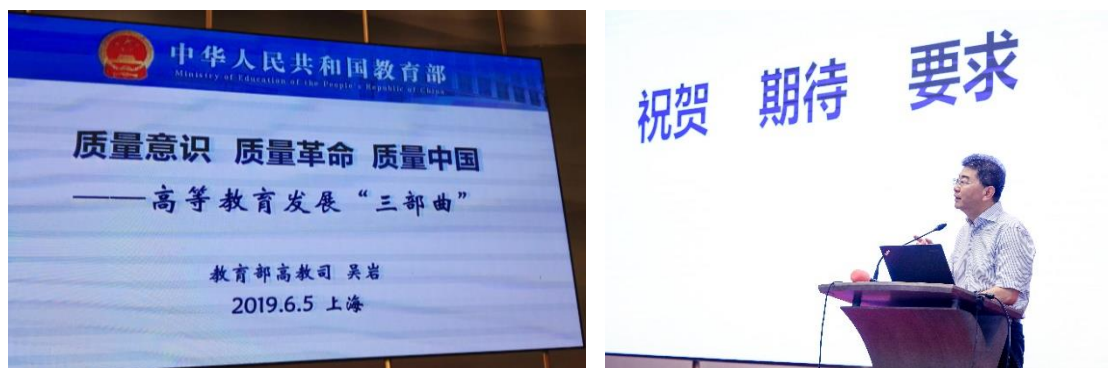 中华人民共和国教育部
Ministry of Education of the People's Republic of China
质量意识 质量革命 质量中国
——高等教育发展“三部曲”
教育部高教司 吴岩
2019.6.5 上海
祝贺 期待 要求